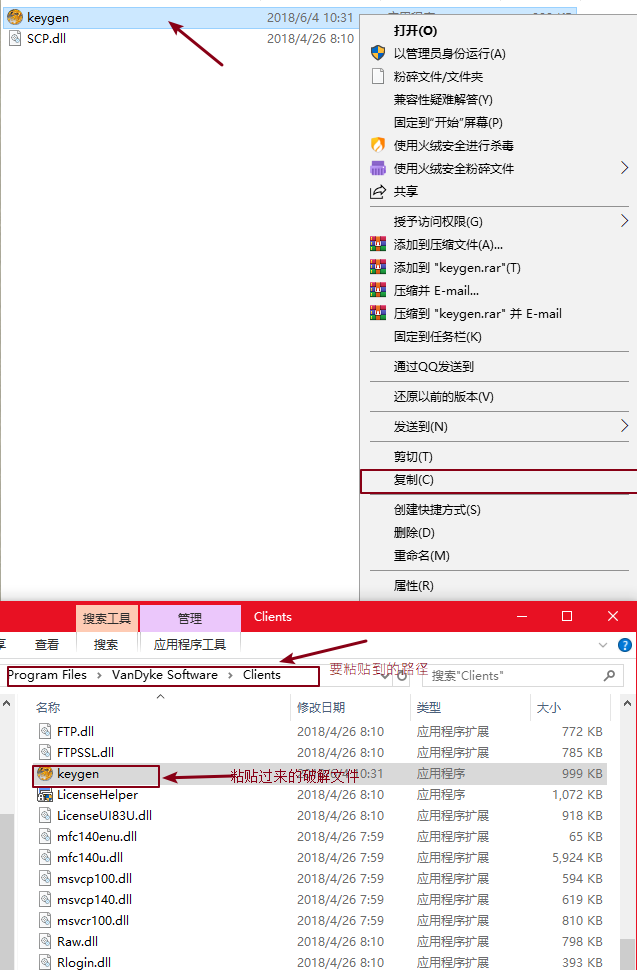 keygen 2018/6/4 10:31
SCP.dll 2018/4/26 8:10
打开(O)
以管理员身份运行(A)
粉碎文件/文件夹
兼容性疑难解答(Y)
固定到"开始"屏幕(P)
使用火绒安全进行杀毒
使用火绒安全粉碎文件
共享
授予访问权限(G)
添加到压缩文件(A)...
添加到 "keygen.rar"(T)
压缩并 E-mail...
压缩到 "keygen.rar" 并 E-mail
固定到任务栏(K)
通过QQ发送到
还原以前的版本(V)
发送到(N)
剪切(T)
复制(C)
创建快捷方式(S)
删除(D)
重命名(M)
属性(R)
搜索工具 管理 Clients
享 查看 搜索 应用程序工具
Program Files > VanDyke Software > Clients 要粘贴到的路径 搜索"Clients"
名称 修改日期 类型 大小
FTP.dll 2018/4/26 8:10 应用程序扩展 772 KB
FTPSSL.dll 2018/4/26 8:10 应用程序扩展 785 KB
keygen 粘贴过来的破解文件 10:31 应用程序 999 KB
LicenseHelper 2018/4/26 8:10 应用程序 1,072 KB
LicenseUI83U.dll 2018/4/26 8:10 应用程序扩展 918 KB
mfc140enu.dll 2018/4/26 7:59 应用程序扩展 65 KB
mfc140u.dll 2018/4/26 7:59 应用程序扩展 5,924 KB
msvcp100.dll 2018/4/26 7:59 应用程序扩展 594 KB
msvcp140.dll 2018/4/26 7:59 应用程序扩展 619 KB
msvcr100.dll 2018/4/26 7:59 应用程序扩展 810 KB
Raw.dll 2018/4/26 8:10 应用程序扩展 798 KB
Rlogin.dll 2018/4/26 8:10 应用程序扩展 393 KB